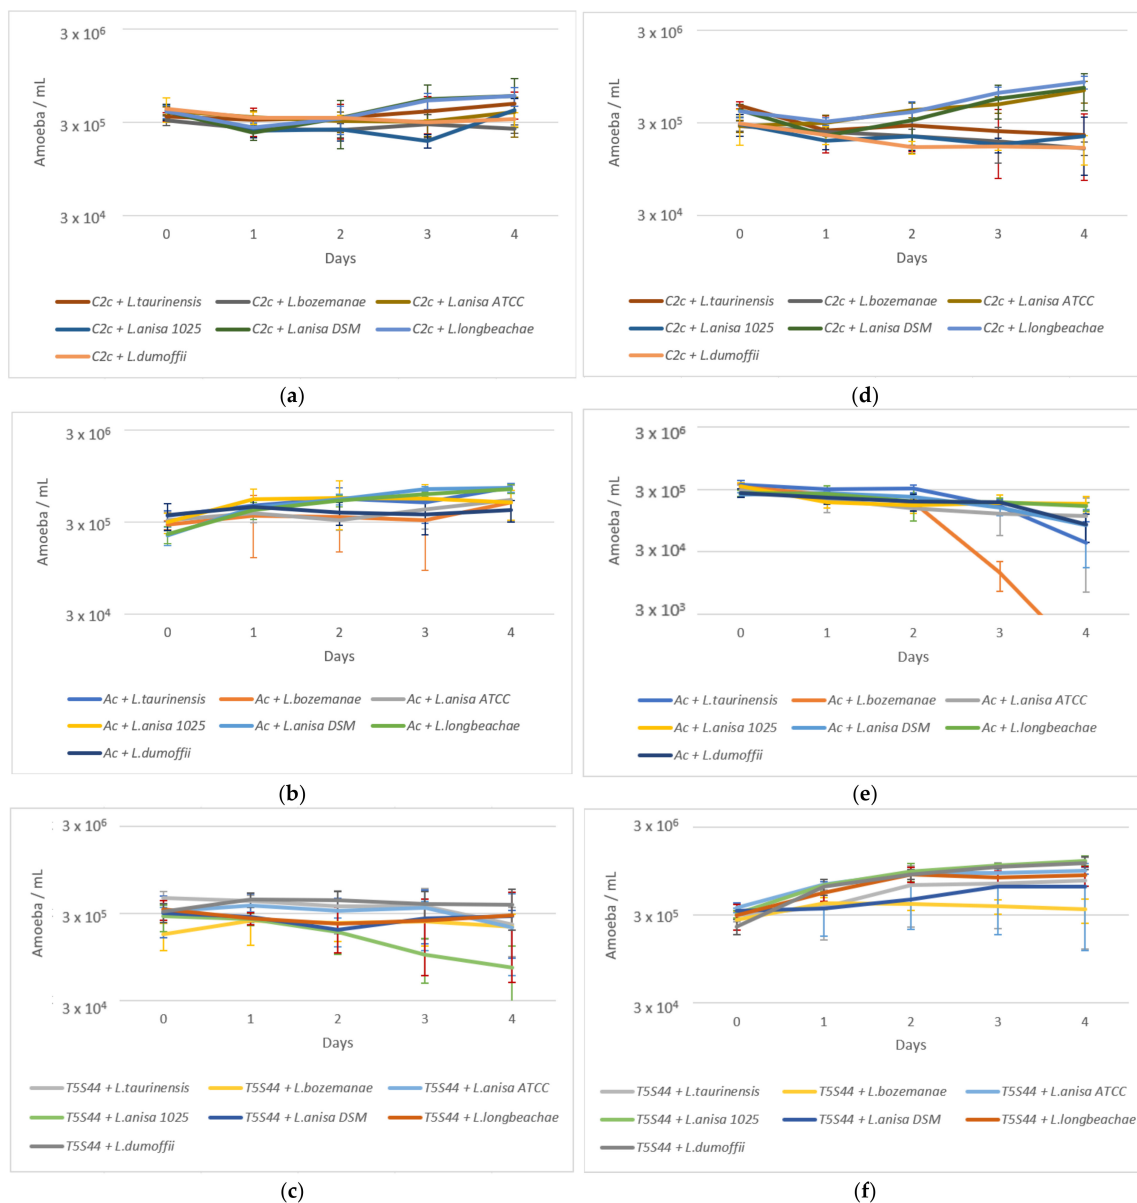 3 x 10⁶
3 x 10⁵
3 x 10⁴
Amoeba / mL
0 1 2 3 4
Days
C2c + L.taurinensis C2c + L.bozemanae C2c + L.anisa ATCC
C2c + L.anisa 1025 C2c + L.anisa DSM C2c + L.longbeachae
C2c + L.dumoffii
(a)
3 x 10⁶
3 x 10⁵
3 x 10⁴
Amoeba / mL
0 1 2 3 4
Days
C2c + L.taurinensis C2c + L.bozemanae C2c + L.anisa ATCC
C2c + L.anisa 1025 C2c + L.anisa DSM C2c + L.longbeachae
C2c + L.dumoffii
(d)
3 x 10⁶
3 x 10⁵
3 x 10⁴
Amoeba / mL
0 1 2 3 4
Days
Ac + L.taurinensis Ac + L.bozemanae Ac + L.anisa ATCC
Ac + L.anisa 1025 Ac + L.anisa DSM Ac + L.longbeachae
Ac + L.dumoffii
(b)
3 x 10⁶
3 x 10⁵
3 x 10⁴
3 x 10³
Amoeba / mL
0 1 2 3 4
Days
Ac + L.taurinensis Ac + L.bozemanae Ac + L.anisa ATCC
Ac + L.anisa 1025 Ac + L.anisa DSM Ac + L.longbeachae
Ac + L.dumoffii
(e)
3 x 10⁶
3 x 10⁵
3 x 10⁴
Amoeba / mL
0 1 2 3 4
Days
T5S44 + L.taurinensis T5S44 + L.bozemanae T5S44 + L.anisa ATCC
T5S44 + L.anisa 1025 T5S44 + L.anisa DSM T5S44 + L.longbeachae
T5S44 + L.dumoffii
(c)
3 x 10⁶
3 x 10⁵
3 x 10⁴
Amoeba / mL
0 1 2 3 4
Days
T5S44 + L.taurinensis T5S44 + L.bozemanae T5S44 + L.anisa ATCC
T5S44 + L.anisa 1025 T5S44 + L.anisa DSM T5S44 + L.longbeachae
T5S44 + L.dumoffii
(f)